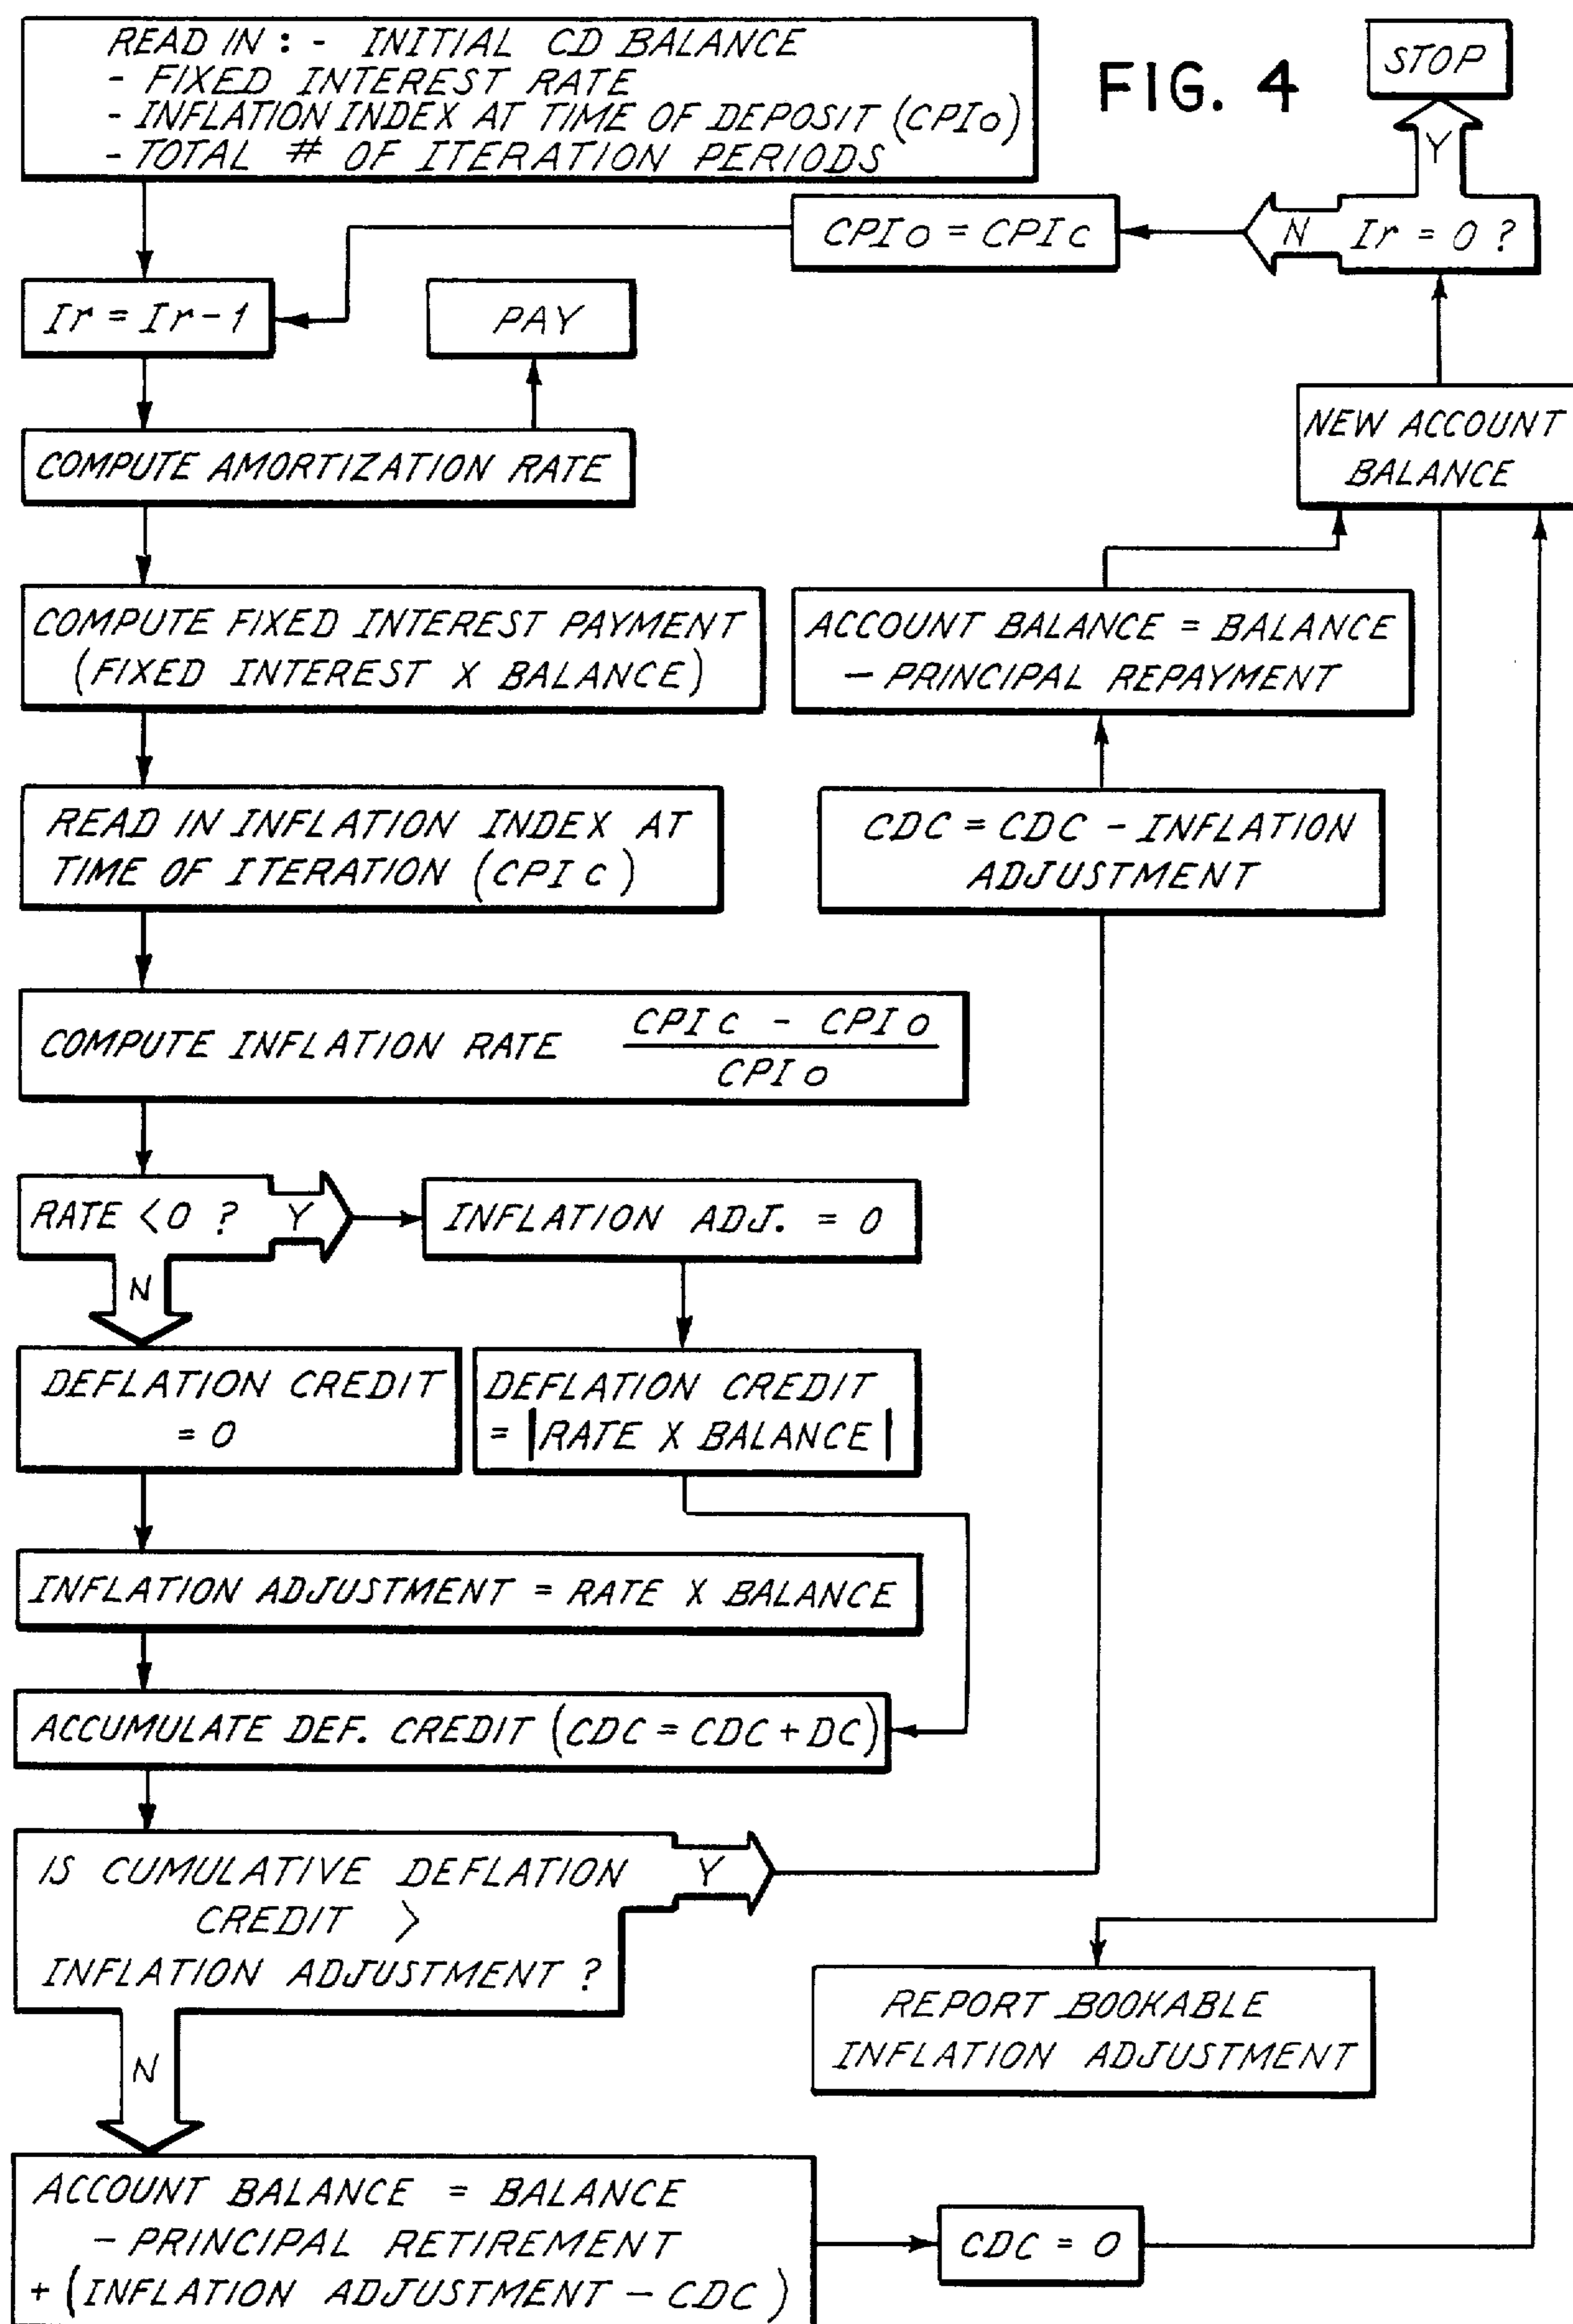 READ IN : - INITIAL CD BALANCE
- FIXED INTEREST RATE
- INFLATION INDEX AT TIME OF DEPOSIT (CPIo)
- TOTAL # OF ITERATION PERIODS
FIG. 4
STOP
Y
Ir = 0 ?
N
CPIo = CPIc
Ir = Ir-1
PAY
COMPUTE AMORTIZATION RATE
NEW ACCOUNT
BALANCE
COMPUTE FIXED INTEREST PAYMENT
(FIXED INTEREST X BALANCE)
ACCOUNT BALANCE = BALANCE
- PRINCIPAL REPAYMENT
READ IN INFLATION INDEX AT
TIME OF ITERATION (CPI c)
CDC = CDC - INFLATION
ADJUSTMENT
COMPUTE INFLATION RATE
CPI c - CPI o
CPI o
RATE < 0 ?
Y
N
INFLATION ADJ. = 0
DEFLATION CREDIT
= 0
DEFLATION CREDIT
= |RATE X BALANCE|
INFLATION ADJUSTMENT = RATE X BALANCE
ACCUMULATE DEF. CREDIT (CDC = CDC + DC)
IS CUMULATIVE DEFLATION
CREDIT >
INFLATION ADJUSTMENT ?
Y
N
REPORT BOOKABLE
INFLATION ADJUSTMENT
ACCOUNT BALANCE = BALANCE
- PRINCIPAL RETIREMENT
+ (INFLATION ADJUSTMENT - CDC)
CDC = 0